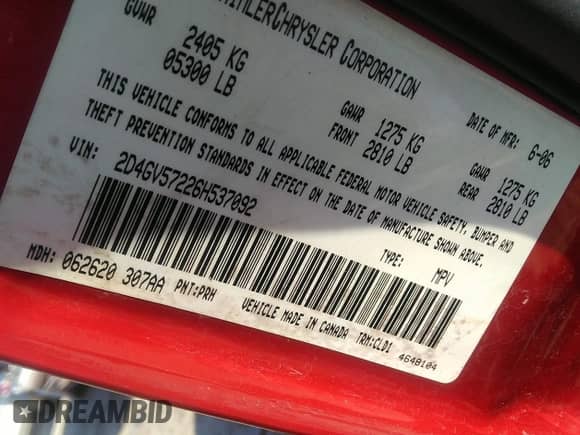 CHRYSLER CORPORATION
DATE OF MFR: 6-06
GVWR 2405 KG
05300 LB
GAWR FRONT 1275 KG
2810 LB
GAWR REAR 1275 KG
2810 LB
THIS VEHICLE CONFORMS TO ALL APPLICABLE FEDERAL MOTOR VEHICLE SAFETY, BUMPER AND
THEFT PREVENTION STANDARDS IN EFFECT ON THE DATE OF MANUFACTURE SHOWN ABOVE.
VIN: 2D4GV57226H537092
TYPE: MPV
MDH: 062620 307AA PNT:PRH
VEHICLE MADE IN CANADA TRM:CLD1
4648104
DREAMBID